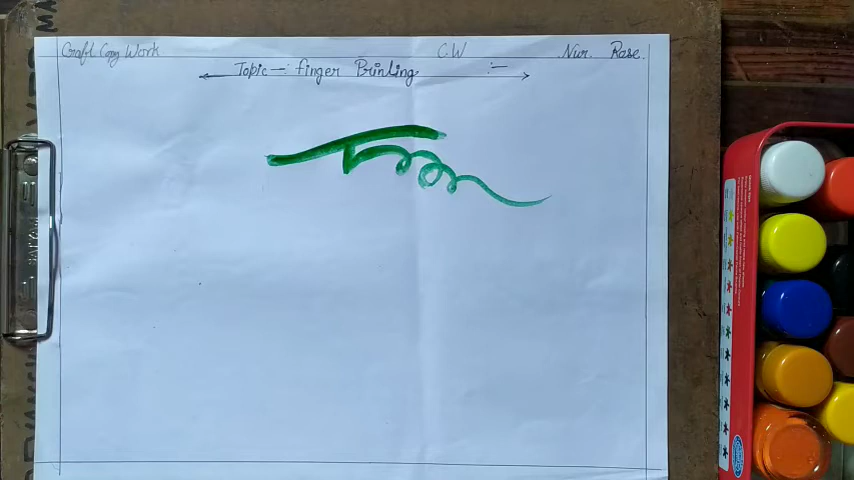 Craft Copy Work C.W Nur. Rose.
Topic—: finger Printing :—